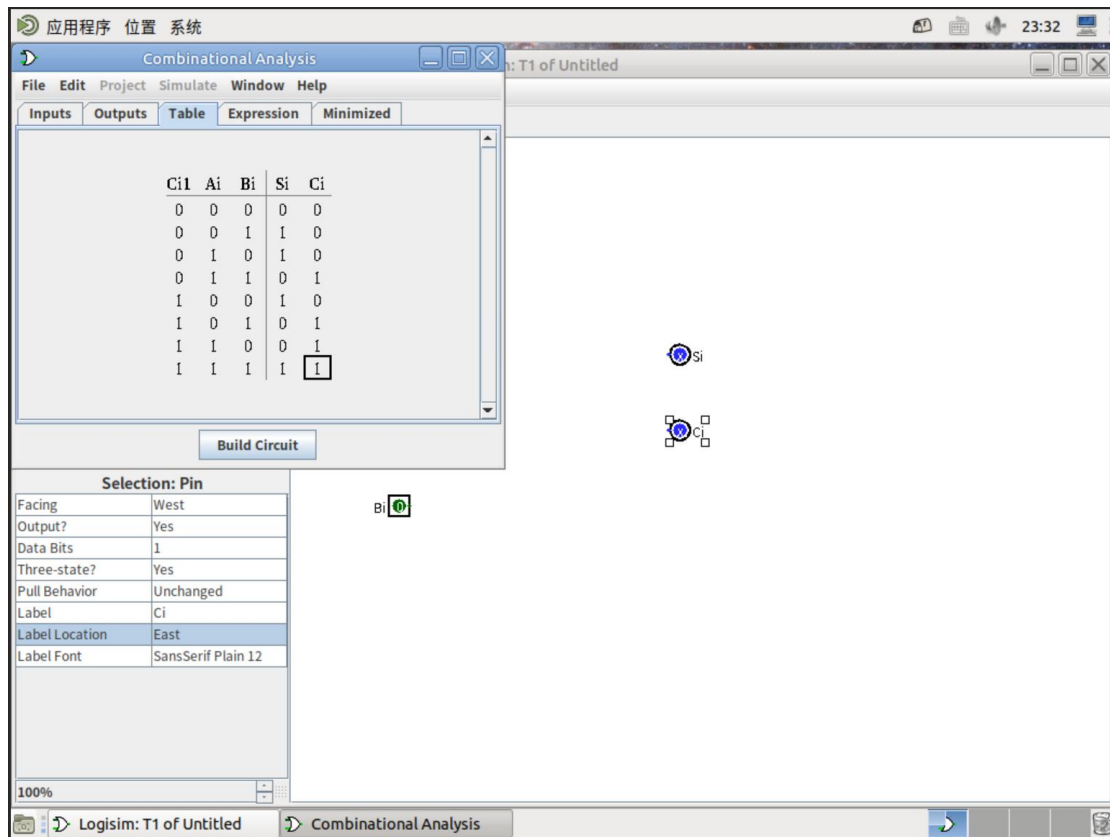 应用程序 位置 系统 23:32
Combinational Analysis
: T1 of Untitled
File Edit Project Simulate Window Help
Inputs Outputs Table Expression Minimized
Ci1 Ai Bi Si Ci
0 0 0 0 0
0 0 1 1 0
0 1 0 1 0
0 1 1 0 1
1 0 0 1 0
1 0 1 0 1
1 1 0 0 1
1 1 1 1 1
Build Circuit
x Si
x Ci
Bi 0
Selection: Pin
Facing West
Output? Yes
Data Bits 1
Three-state? Yes
Pull Behavior Unchanged
Label Ci
Label Location East
Label Font SansSerif Plain 12
100%
Logisim: T1 of Untitled Combinational Analysis